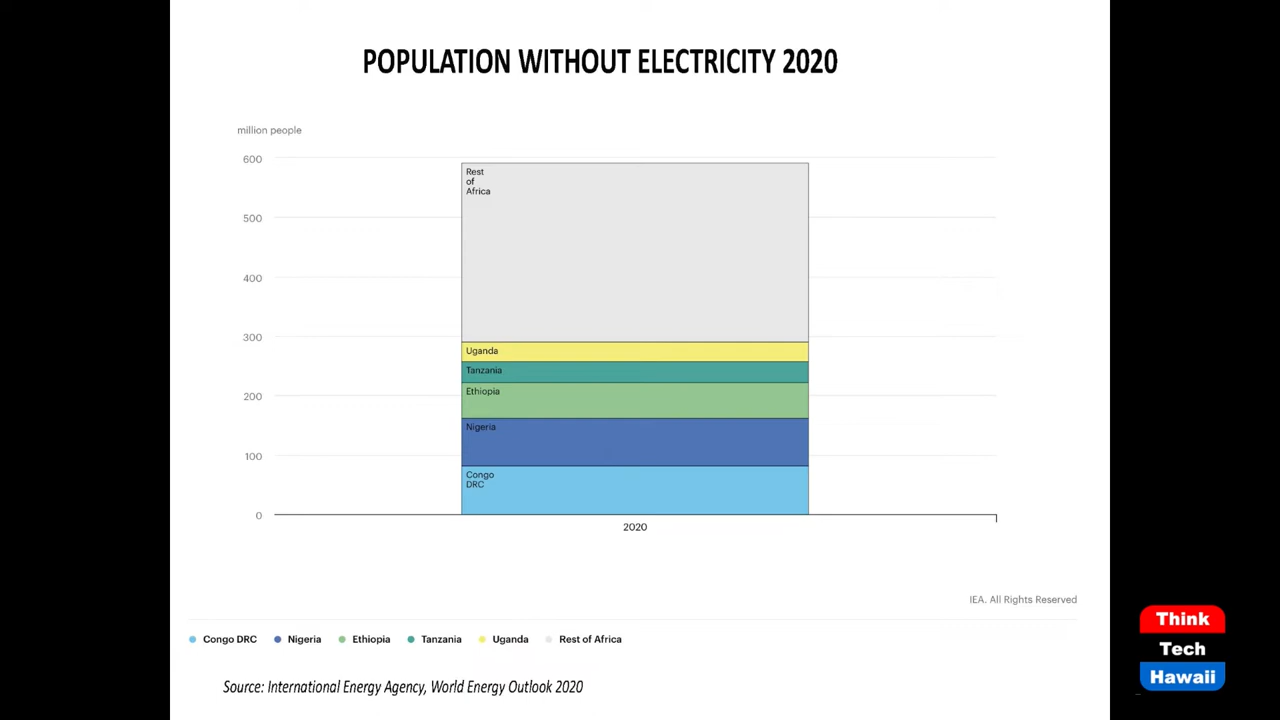 POPULATION WITHOUT ELECTRICITY 2020
million people
600
500
400
300
200
100
0
Rest
of
Africa
Uganda
Tanzania
Ethiopia
Nigeria
Congo
DRC
2020
IEA. All Rights Reserved
Congo DRC Nigeria Ethiopia Tanzania Uganda Rest of Africa
Source: International Energy Agency, World Energy Outlook 2020
Think
Tech
Hawaii